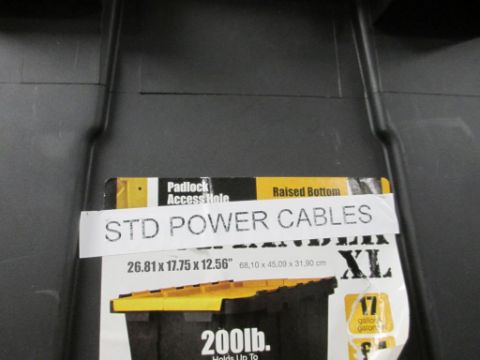 Padlock
Access Hole
Raised Bottom
STD POWER CABLES
XL
26.81 x 17.75 x 12.56" 68,10 x 45,09 x 31,90 cm
17
200lb.
Holds Up To